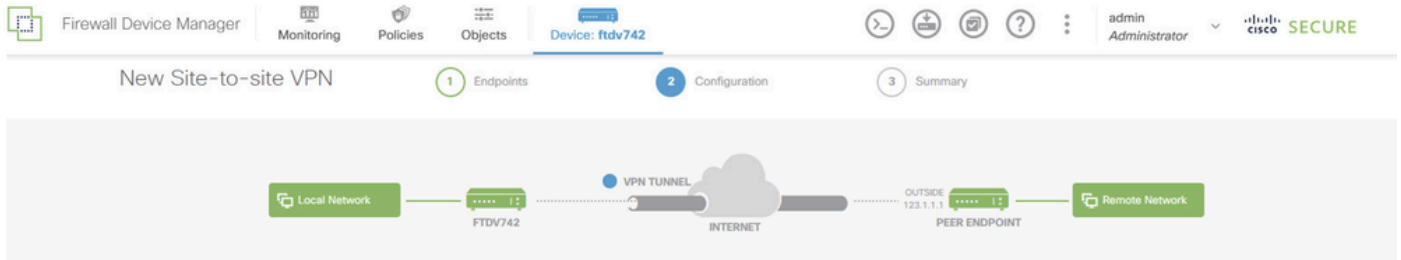 Firewall Device Manager
Monitoring
Policies
Objects
Device: ftdv742
>_
?
admin
Administrator
cisco SECURE
New Site-to-site VPN
1 Endpoints
2 Configuration
3 Summary
Local Network
FTDV742
VPN TUNNEL
INTERNET
OUTSIDE
123.1.1.1
PEER ENDPOINT
Remote Network